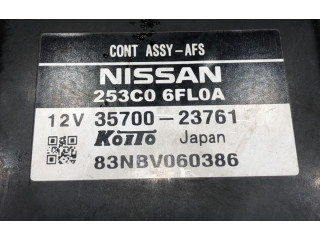 CONT ASSY-AFS
NISSAN
253C0 6FL0A
12V 35700-23761
KOITO Japan
83NBV060386